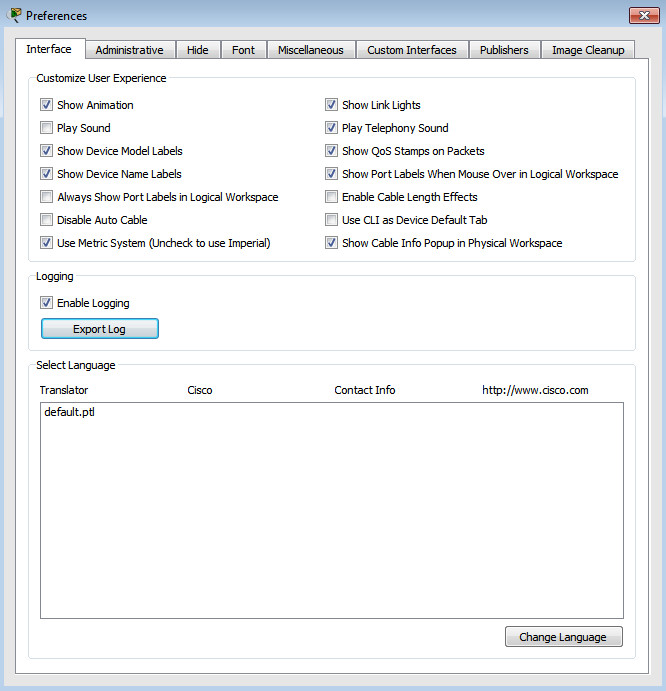 Preferences
Interface Administrative Hide Font Miscellaneous Custom Interfaces Publishers Image Cleanup
Customize User Experience
Show Animation Show Link Lights
Play Sound Play Telephony Sound
Show Device Model Labels Show QoS Stamps on Packets
Show Device Name Labels Show Port Labels When Mouse Over in Logical Workspace
Always Show Port Labels in Logical Workspace Enable Cable Length Effects
Disable Auto Cable Use CLI as Device Default Tab
Use Metric System (Uncheck to use Imperial) Show Cable Info Popup in Physical Workspace
Logging
Enable Logging
Export Log
Select Language
Translator Cisco Contact Info http://www.cisco.com
default.ptl
Change Language